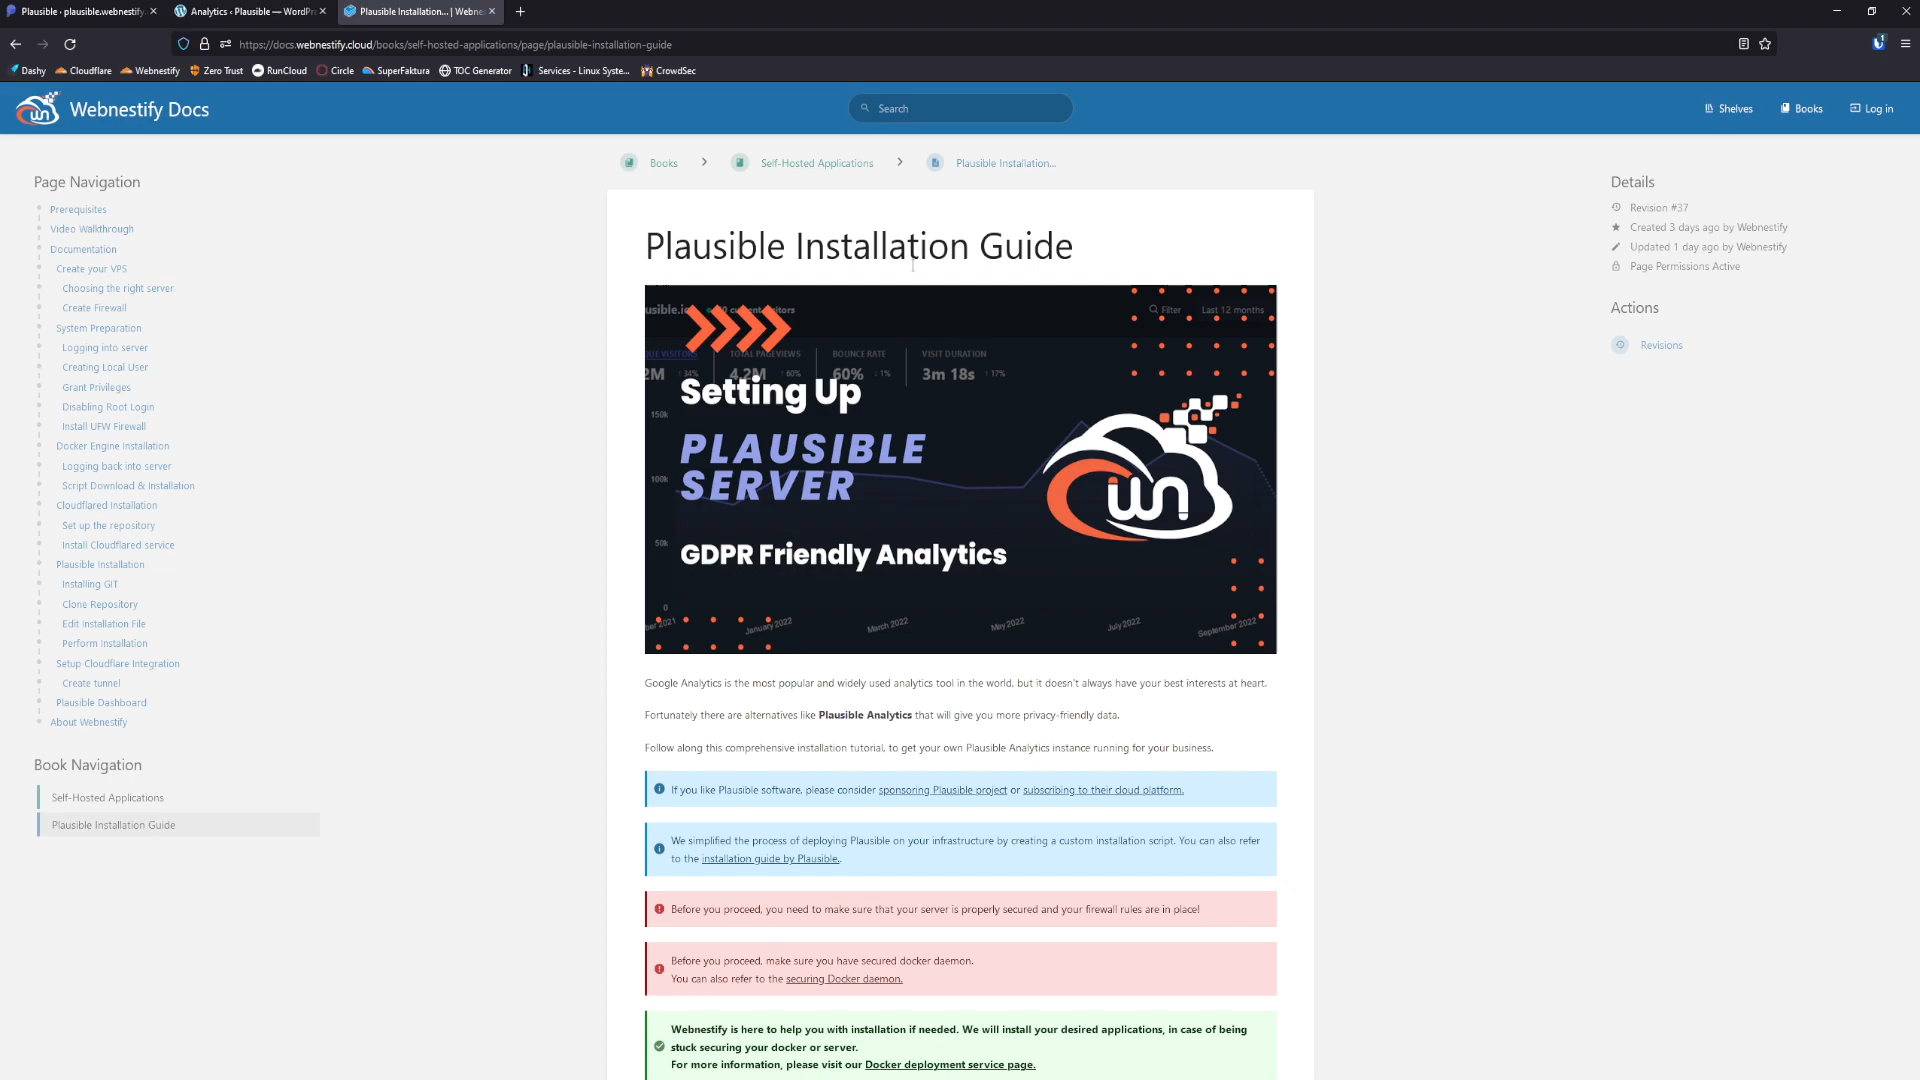 Plausible · plausible.webnestify.
Analytics ‹ Plausible — WordPr
Plausible Installation... | Webne
https://docs.webnestify.cloud/books/self-hosted-applications/page/plausible-installation-guide
Dashy
Cloudflare
Webnestify
Zero Trust
RunCloud
Circle
SuperFaktura
TOC Generator
Services - Linux Syste...
CrowdSec
Webnestify Docs
Search
Shelves
Books
Log in
Books
Self-Hosted Applications
Plausible Installation...
Page Navigation
Prerequisites
Video Walkthrough
Documentation
Create your VPS
Choosing the right server
Create Firewall
System Preparation
Logging into server
Creating Local User
Grant Privileges
Disabling Root Login
Install UFW Firewall
Docker Engine Installation
Logging back into server
Script Download & Installation
Cloudflared Installation
Set up the repository
Install Cloudflared service
Plausible Installation
Installing GIT
Clone Repository
Edit Installation File
Perform Installation
Setup Cloudflare Integration
Create tunnel
Plausible Dashboard
About Webnestify
Book Navigation
Self-Hosted Applications
Plausible Installation Guide
Plausible Installation Guide
Filter
Last 12 months
TOTAL PAGEVIEWS
BOUNCE RATE
VISIT DURATION
2M
34%
4.2M
60%
60%
1%
3m 18s
17%
Setting Up
PLAUSIBLE
SERVER
GDPR Friendly Analytics
wn
150k
100k
50k
0
January 2022
March 2022
May 2022
July 2022
September 2022
Google Analytics is the most popular and widely used analytics tool in the world, but it doesn't always have your best interests at heart.
Fortunately there are alternatives like Plausible Analytics that will give you more privacy-friendly data.
Follow along this comprehensive installation tutorial, to get your own Plausible Analytics instance running for your business.
If you like Plausible software, please consider sponsoring Plausible project or subscribing to their cloud platform.
We simplified the process of deploying Plausible on your infrastructure by creating a custom installation script. You can also refer
to the installation guide by Plausible.
Before you proceed, you need to make sure that your server is properly secured and your firewall rules are in place!
Before you proceed, make sure you have secured docker daemon.
You can also refer to the securing Docker daemon.
Webnestify is here to help you with installation if needed. We will install your desired applications, in case of being
stuck securing your docker or server.
For more information, please visit our Docker deployment service page.
Details
Revision #37
Created 3 days ago by Webnestify
Updated 1 day ago by Webnestify
Page Permissions Active
Actions
Revisions